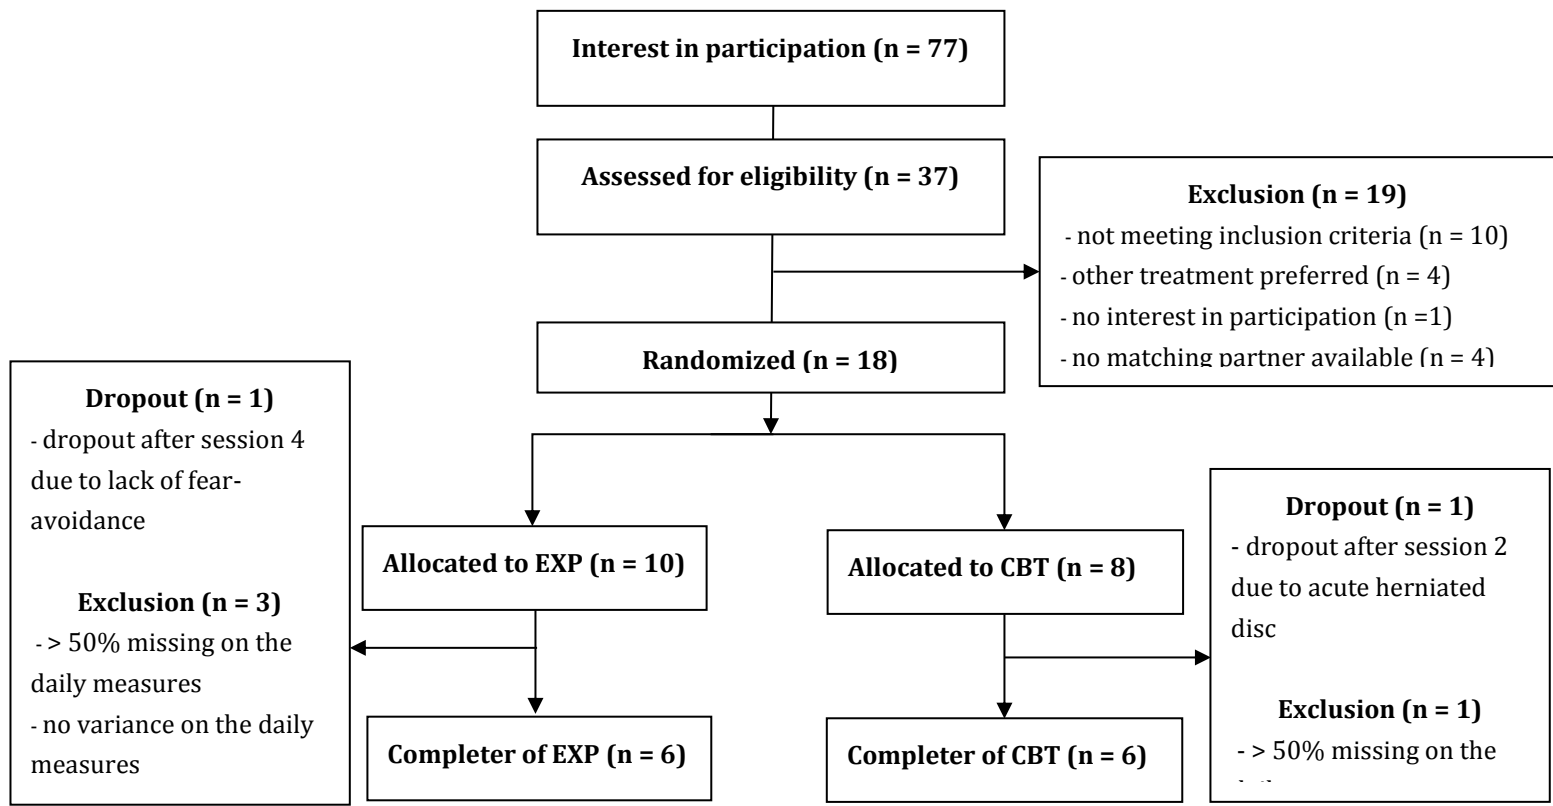 Interest in participation (n = 77)
Assessed for eligibility (n = 37)
Exclusion (n = 19)
- not meeting inclusion criteria (n = 10)
- other treatment preferred (n = 4)
- no interest in participation (n =1)
- no matching partner available (n = 4)
Randomized (n = 18)
Dropout (n = 1)
- dropout after session 4
due to lack of fear-
avoidance
Exclusion (n = 3)
- > 50% missing on the
daily measures
- no variance on the daily
measures
Allocated to EXP (n = 10)
Allocated to CBT (n = 8)
Dropout (n = 1)
- dropout after session 2
due to acute herniated
disc
Exclusion (n = 1)
- > 50% missing on the
Completer of EXP (n = 6)
Completer of CBT (n = 6)